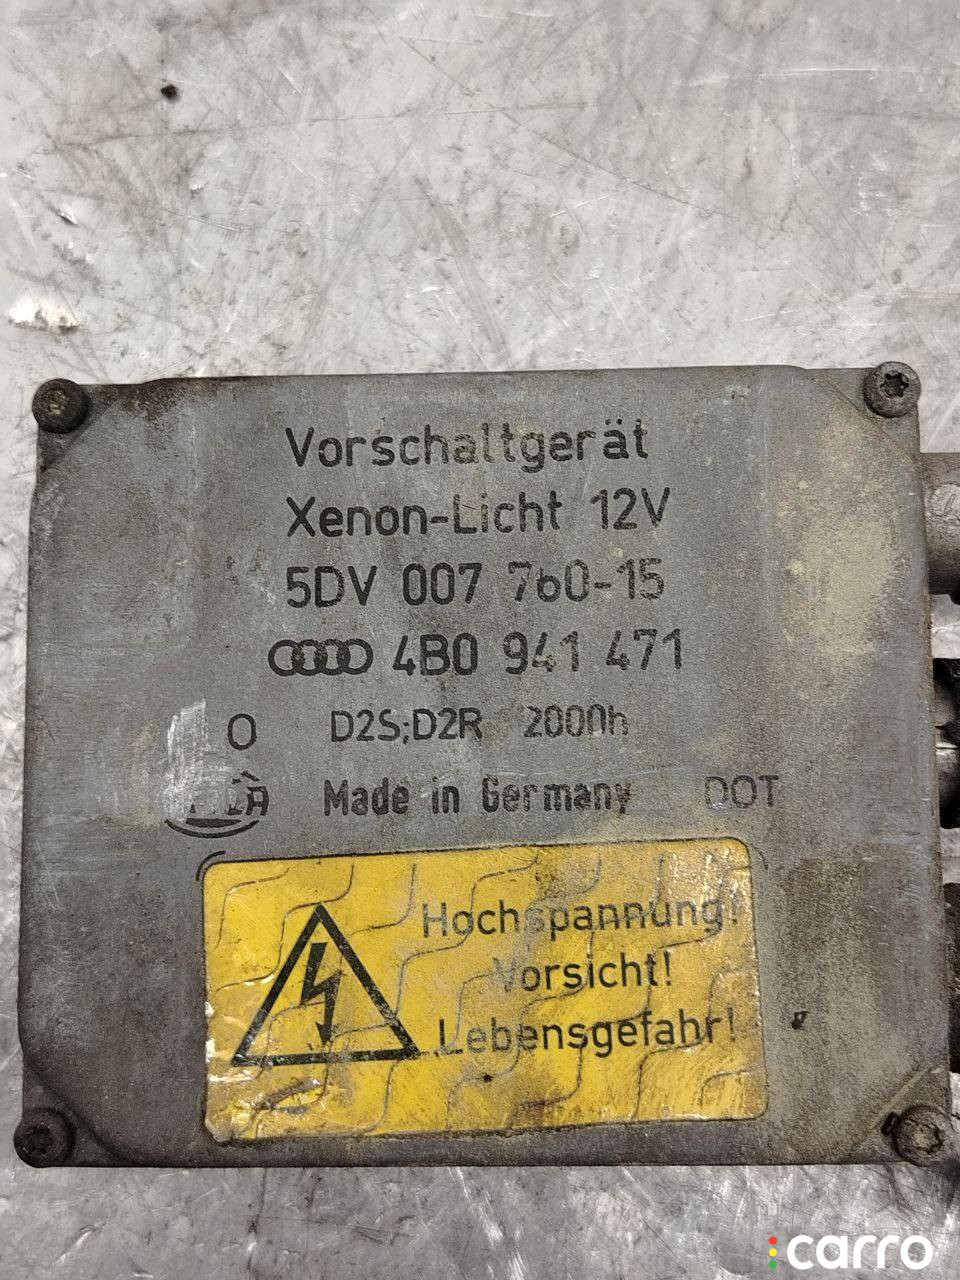 Vorschaltgerät
Xenon-Licht 12V
5DV 007 760-15
4B0 941 471
O D2S;D2R 2000h
Made in Germany DOT
Hochspannung!
Vorsicht!
Lebensgefahr!
carro